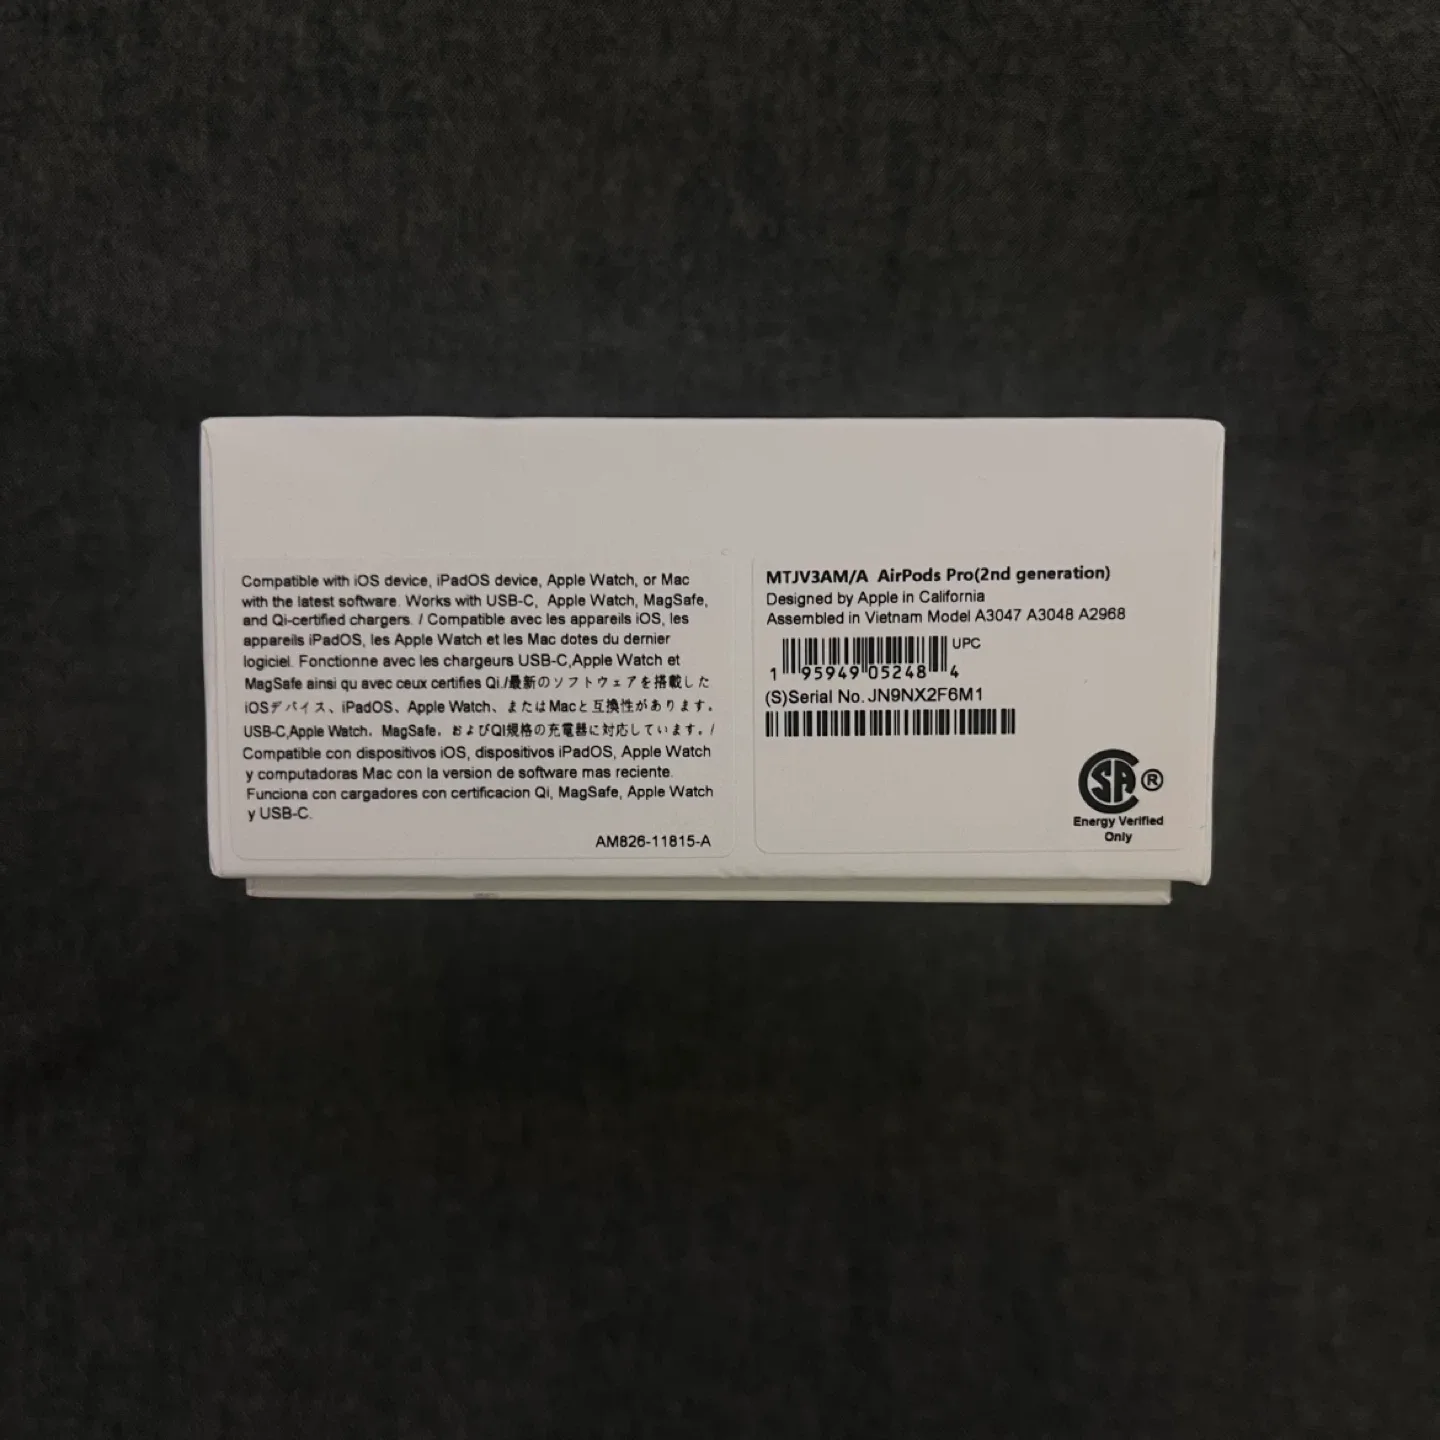 Compatible with iOS device, iPadOS device, Apple Watch, or Mac
with the latest software. Works with USB-C, Apple Watch, MagSafe,
and Qi-certified chargers. / Compatible avec les appareils iOS, les
appareils iPadOS, les Apple Watch et les Mac dotes du dernier
logiciel. Fonctionne avec les chargeurs USB-C,Apple Watch et
MagSafe ainsi qu avec ceux certifies Qi./最新のソフトウェアを搭載した
iOSデバイス、iPadOS、Apple Watch、またはMacと互換性があります。
USB-C,Apple Watch、MagSafe、およびQI規格の充電器に対応しています。/
Compatible con dispositivos iOS, dispositivos iPadOS, Apple Watch
y computadoras Mac con la version de software mas reciente.
Funciona con cargadores con certificacion Qi, MagSafe, Apple Watch
y USB-C.
AM826-11815-A
MTJV3AM/A AirPods Pro(2nd generation)
Designed by Apple in California
Assembled in Vietnam Model A3047 A3048 A2968
UPC
1 95949 05248 4
(S)Serial No. JN9NX2F6M1
SA ®
Energy Verified
Only